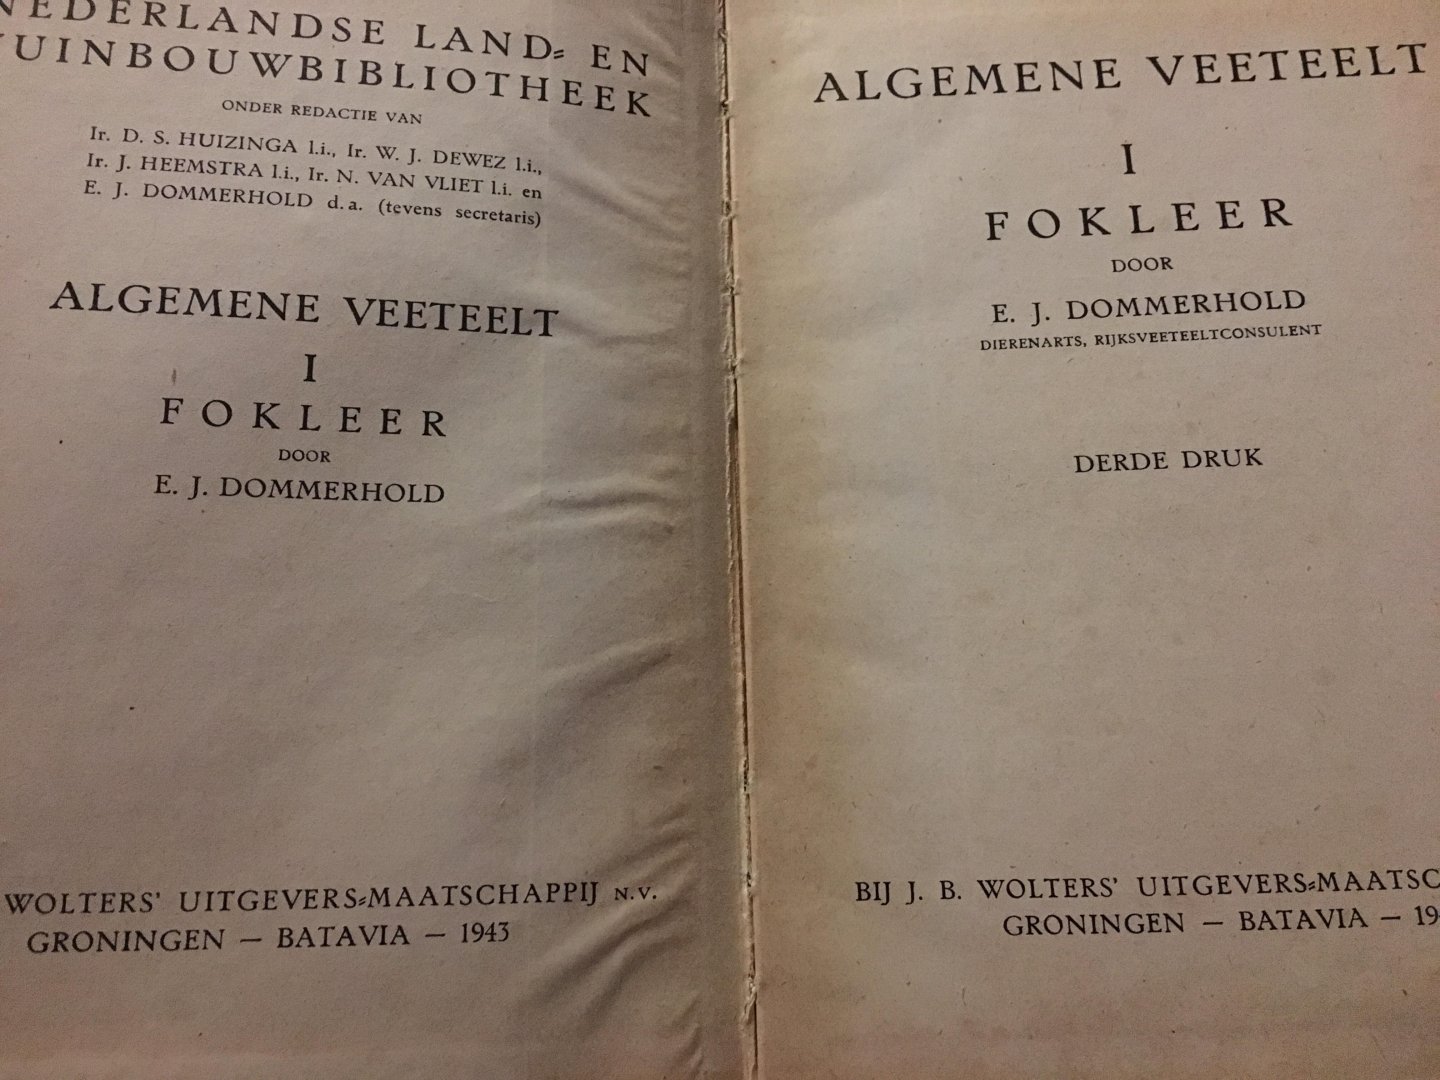 NEDERLANDSE LAND- EN
TUINBOUWBIBLIOTHEEK
ONDER REDACTIE VAN
Ir. D. S. HUIZINGA l.i., Ir. W. J. DEWEZ l.i.,
Ir. J. HEEMSTRA l.i., Ir. N. VAN VLIET l.i. en
E. J. DOMMERHOLD d.a. (tevens secretaris)
ALGEMENE VEETEELT
I
FOKLEER
DOOR
E. J. DOMMERHOLD
WOLTERS' UITGEVERS-MAATSCHAPPIJ N.V.
GRONINGEN — BATAVIA — 1943
ALGEMENE VEETEELT
I
FOKLEER
DOOR
E. J. DOMMERHOLD
DIERENARTS, RIJKSVEETEELTCONSULENT
DERDE DRUK
BIJ J. B. WOLTERS' UITGEVERS-MAATSC
GRONINGEN — BATAVIA — 19